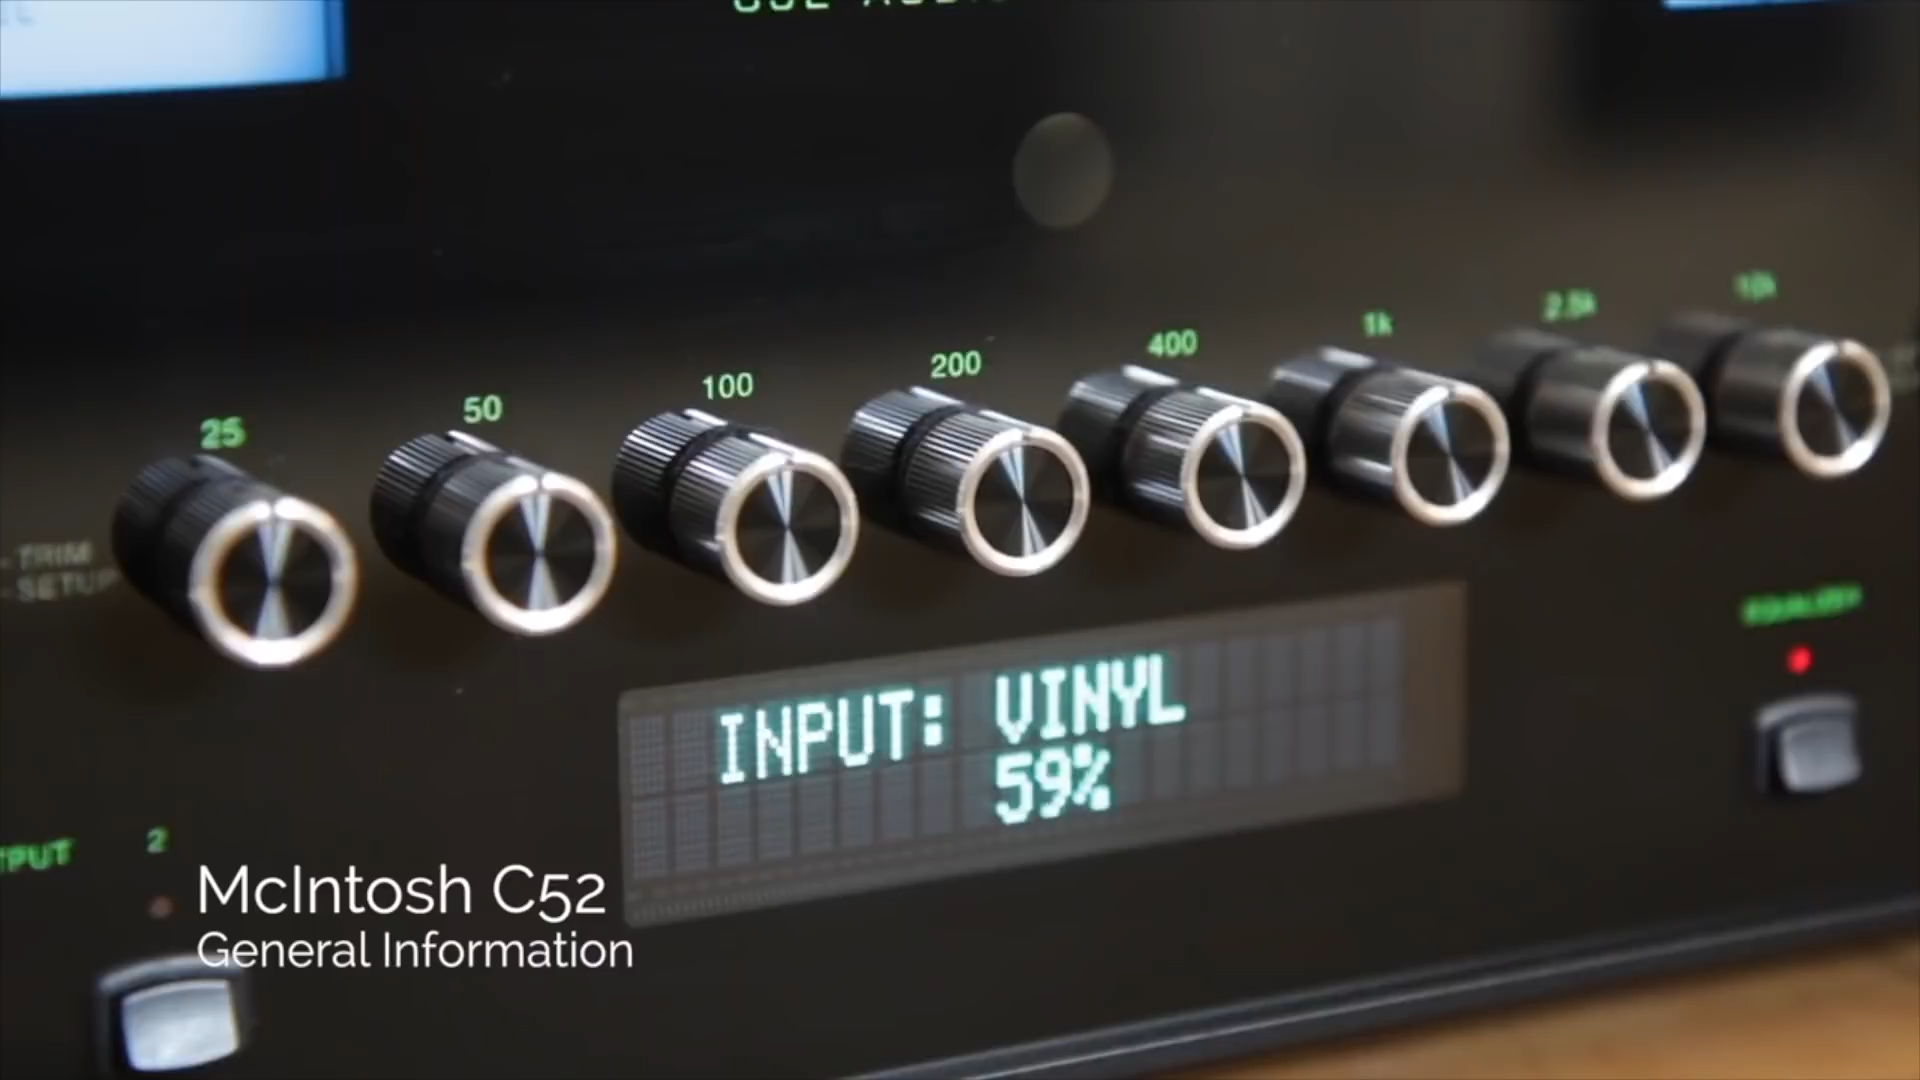 25
50
100
200
400
1k
2.5k
10k
-TRIM
-SETUP
EQUALIZER
INPUT: VINYL
59%
2
McIntosh C52
General Information